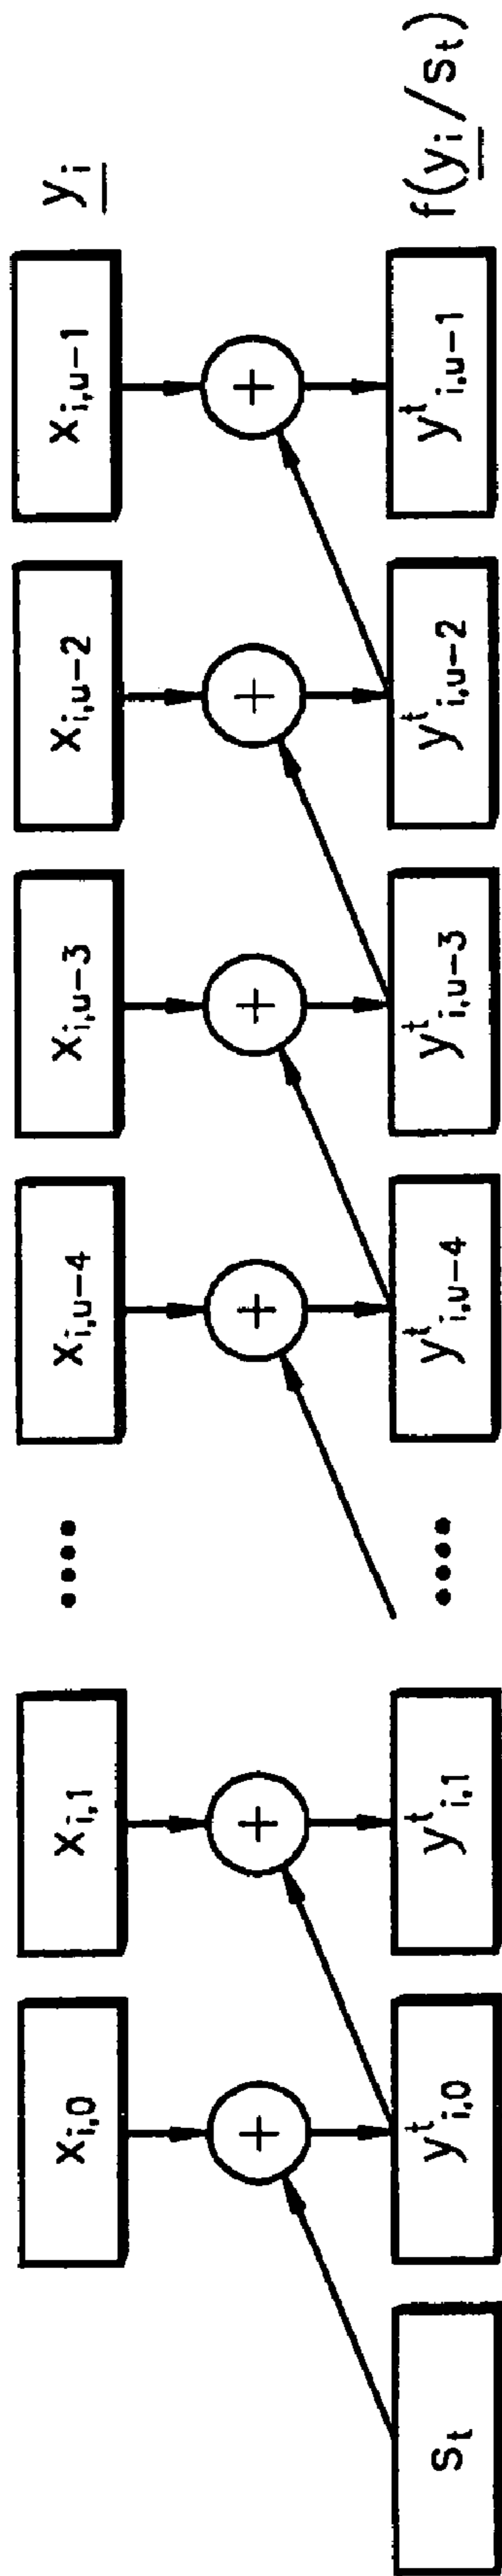 x_{i,0} x_{i,1} •••• x_{i,u-4} x_{i,u-3} x_{i,u-2} x_{i,u-1} y_i
+ + + + + +
s_t y^t_{i,0} y^t_{i,1} •••• y^t_{i,u-4} y^t_{i,u-3} y^t_{i,u-2} y^t_{i,u-1} f(y_i/s_t)